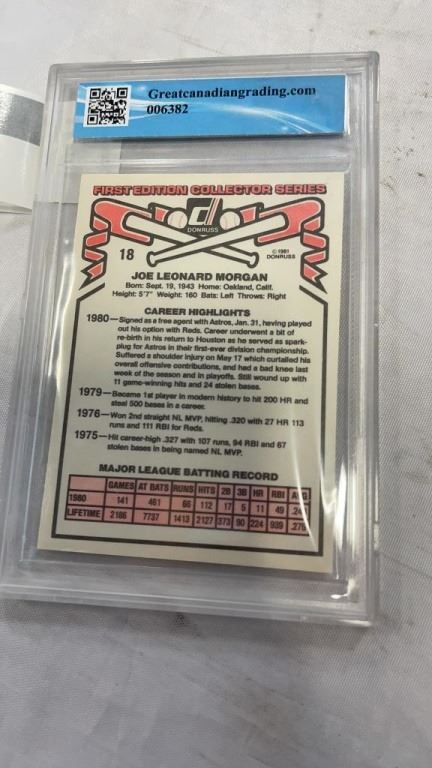 Greatcanadiangrading.com
006382
FIRST EDITION COLLECTOR SERIES
DONRUSS
18
© 1981
DONRUSS
JOE LEONARD MORGAN
Born: Sept. 19, 1943 Home: Oakland, Calif.
Height: 5'7" Weight: 160 Bats: Left Throws: Right
CAREER HIGHLIGHTS
1980—Signed as a free agent with Astros, Jan. 31, having played
out his option with Reds. Career underwent a bit of
re-birth in his return to Houston as he served as spark-
plug for Astros in their first-ever division championship.
Suffered a shoulder injury on May 17 which curtailed his
overall offensive contributions, and had a bad knee last
week of the season and in playoffs. Still wound up with
11 game-winning hits and 24 stolen bases.
1979—Became 1st player in modern history to hit 200 HR and
steal 500 bases in a career.
1976—Won 2nd straight NL MVP, hitting .320 with 27 HR 113
runs and 111 RBI for Reds.
1975—Hit career-high .327 with 107 runs, 94 RBI and 67
stolen bases in being named NL MVP.
MAJOR LEAGUE BATTING RECORD
GAMES AT BATS RUNS HITS 2B 3B HR RBI AVG
1980 141 461 66 112 17 5 11 49
LIFETIME 2186 7737 1413 2127 373 90 224 939